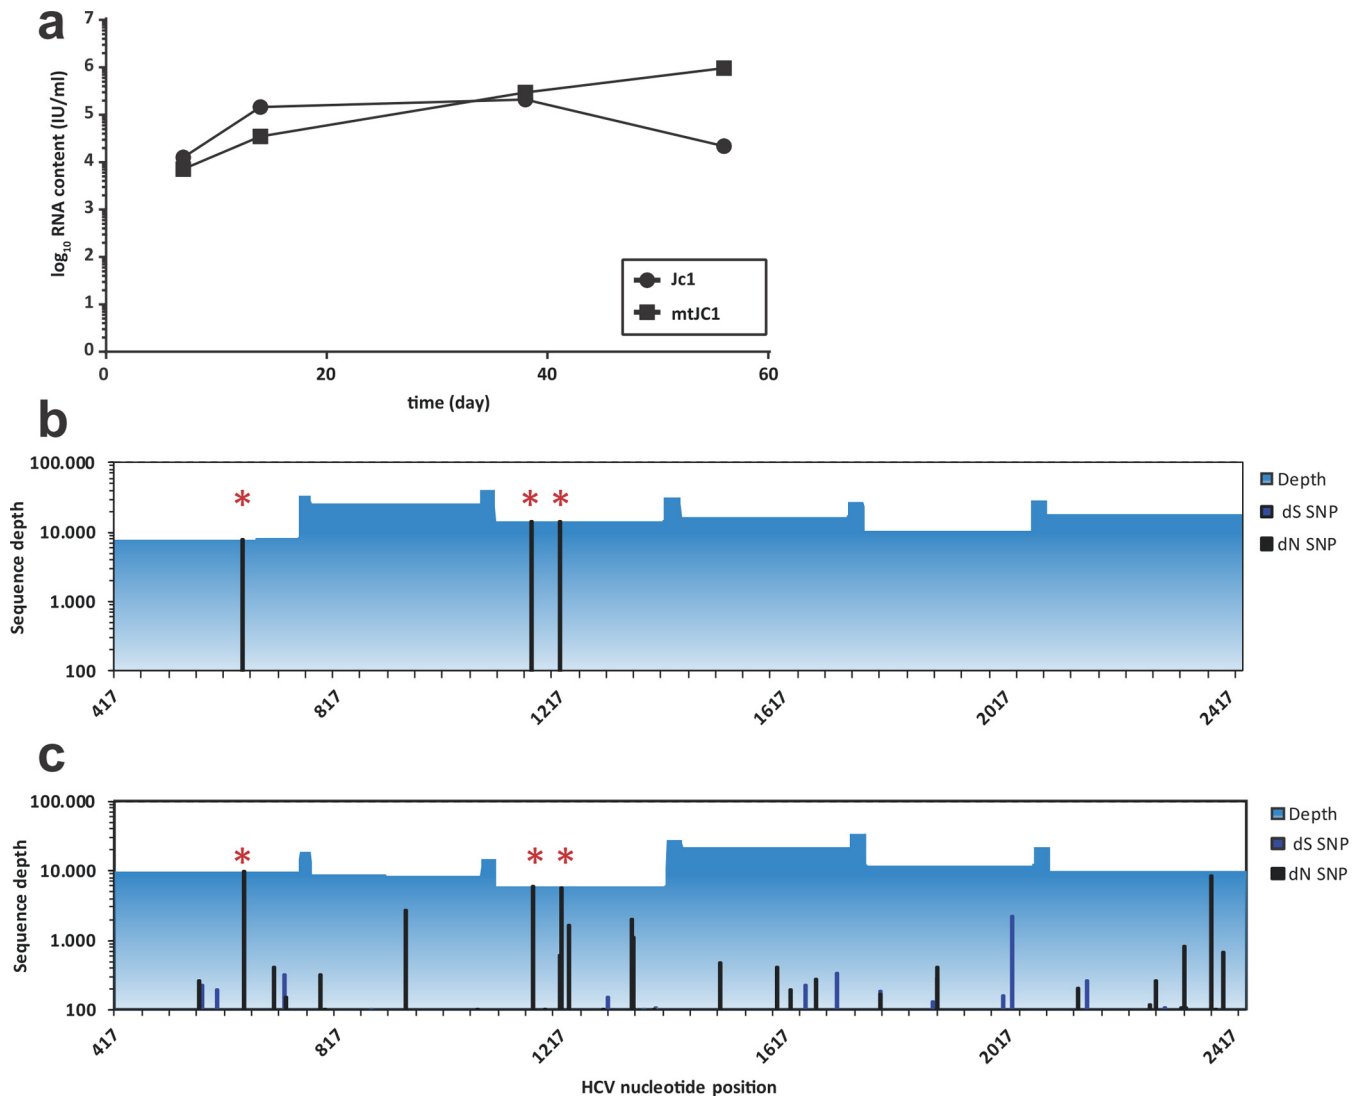 a
7
6
5
4
3
2
1
0
log10 RNA content (IU/ml)
Jc1
mtJC1
0 20 40 60
time (day)
b
100.000
10.000
1.000
100
Sequence depth
* * *
Depth
dS SNP
dN SNP
417 817 1217 1617 2017 2417
c
100.000
10.000
1.000
100
Sequence depth
* * *
Depth
dS SNP
dN SNP
417 817 1217 1617 2017 2417
HCV nucleotide position